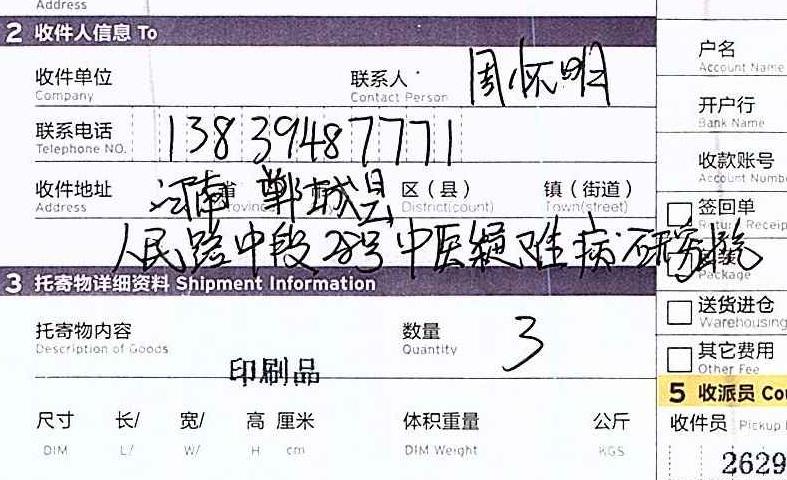 Address
2 收件人信息 To
收件单位 联系人 周怀明 户名
Company Contact Person Account Name
开户行
Bank Name
联系电话 13839487771
Telephone NO.
收款账号
Account Numb
收件地址 河南省 郸城县 区（县） 镇（街道）
Address Province District(count) Town(street)
签回单
Return Receip
人民路中段28号中医疑难病研究院
Package
3 托寄物详细资料 Shipment Information
托寄物内容 数量 3 送货进仓
Description of Goods Quantity Warehousing
印刷品 其它费用
Other Fee
5 收派员 Cou
尺寸 长/ 宽/ 高 厘米 体积重量 公斤 收件员 Pickup
DIM L/ W/ H cm DIM Weight KGS
2629